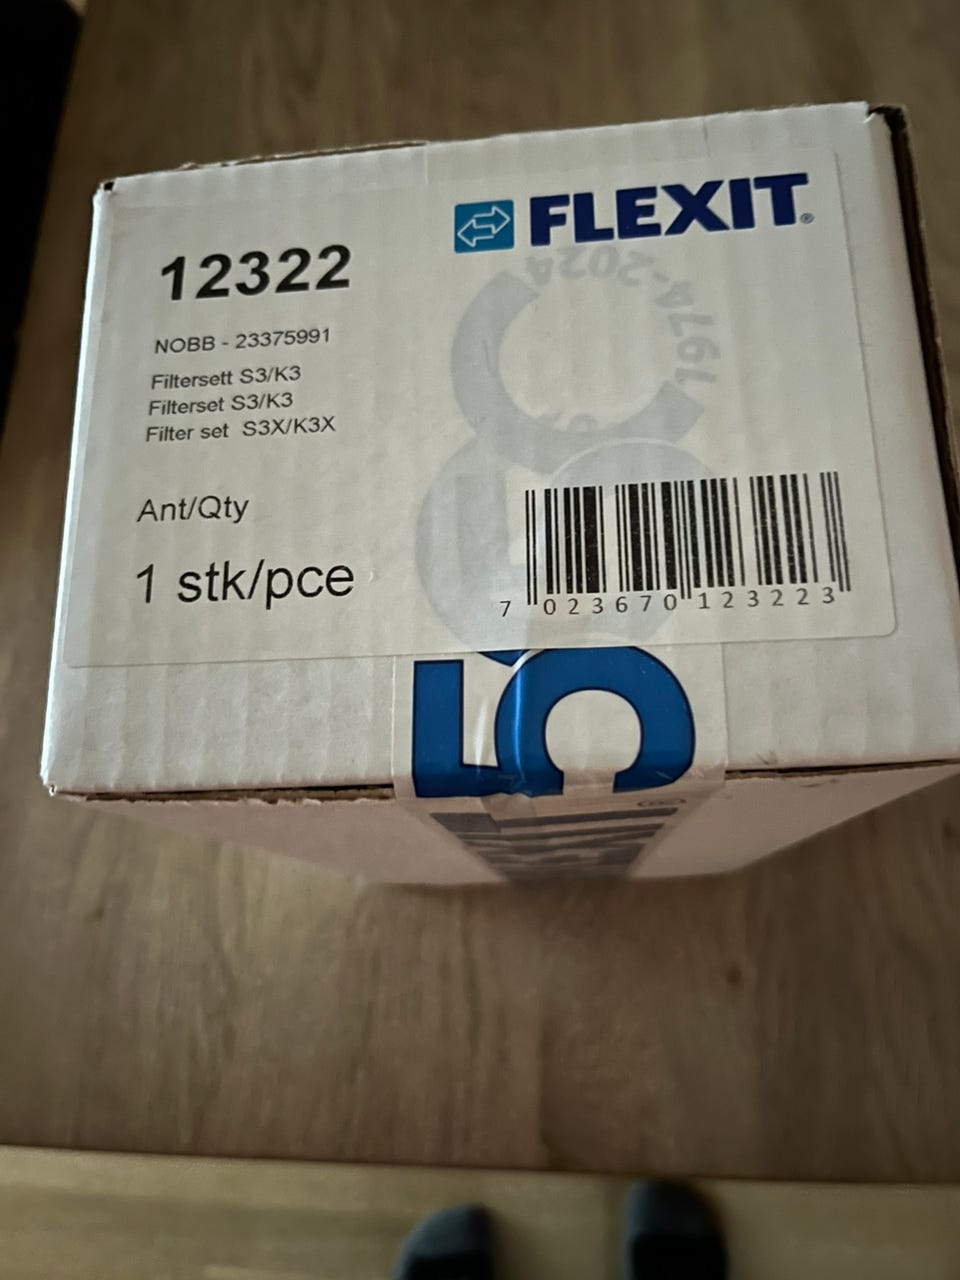 FLEXIT®
12322
1974-2024
NOBB - 23375991
Filtersett S3/K3
Filterset S3/K3
Filter set S3X/K3X
Ant/Qty
1 stk/pce
7 023670 123223